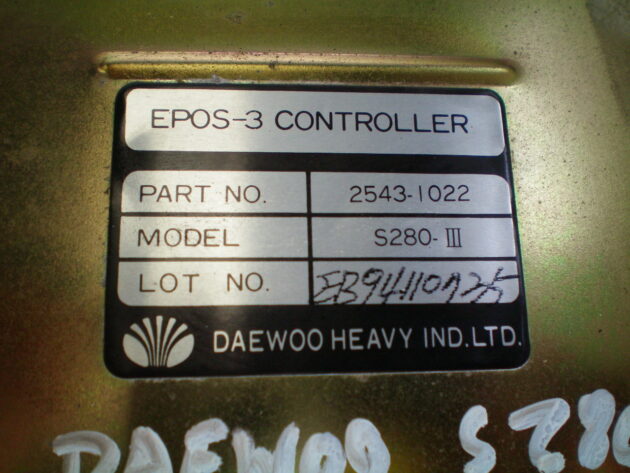 EPOS-3 CONTROLLER
PART NO. 2543-1022
MODEL S280-III
LOT NO.
DAEWOO HEAVY IND.LTD.
DAEWOO S280